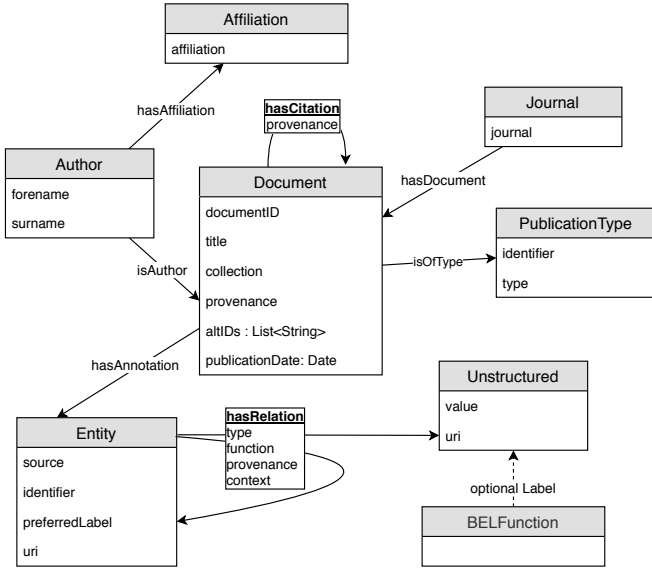 Affiliation
affiliation
hasAffiliation
hasCitation
provenance
Journal
journal
Author
forename
surname
hasDocument
Document
documentID
title
collection
provenance
altIDs : List<String>
publicationDate: Date
PublicationType
identifier
type
isOfType
isAuthor
hasAnnotation
Unstructured
value
uri
hasRelation
type
function
provenance
context
Entity
source
identifier
preferredLabel
uri
optional Label
BELFunction